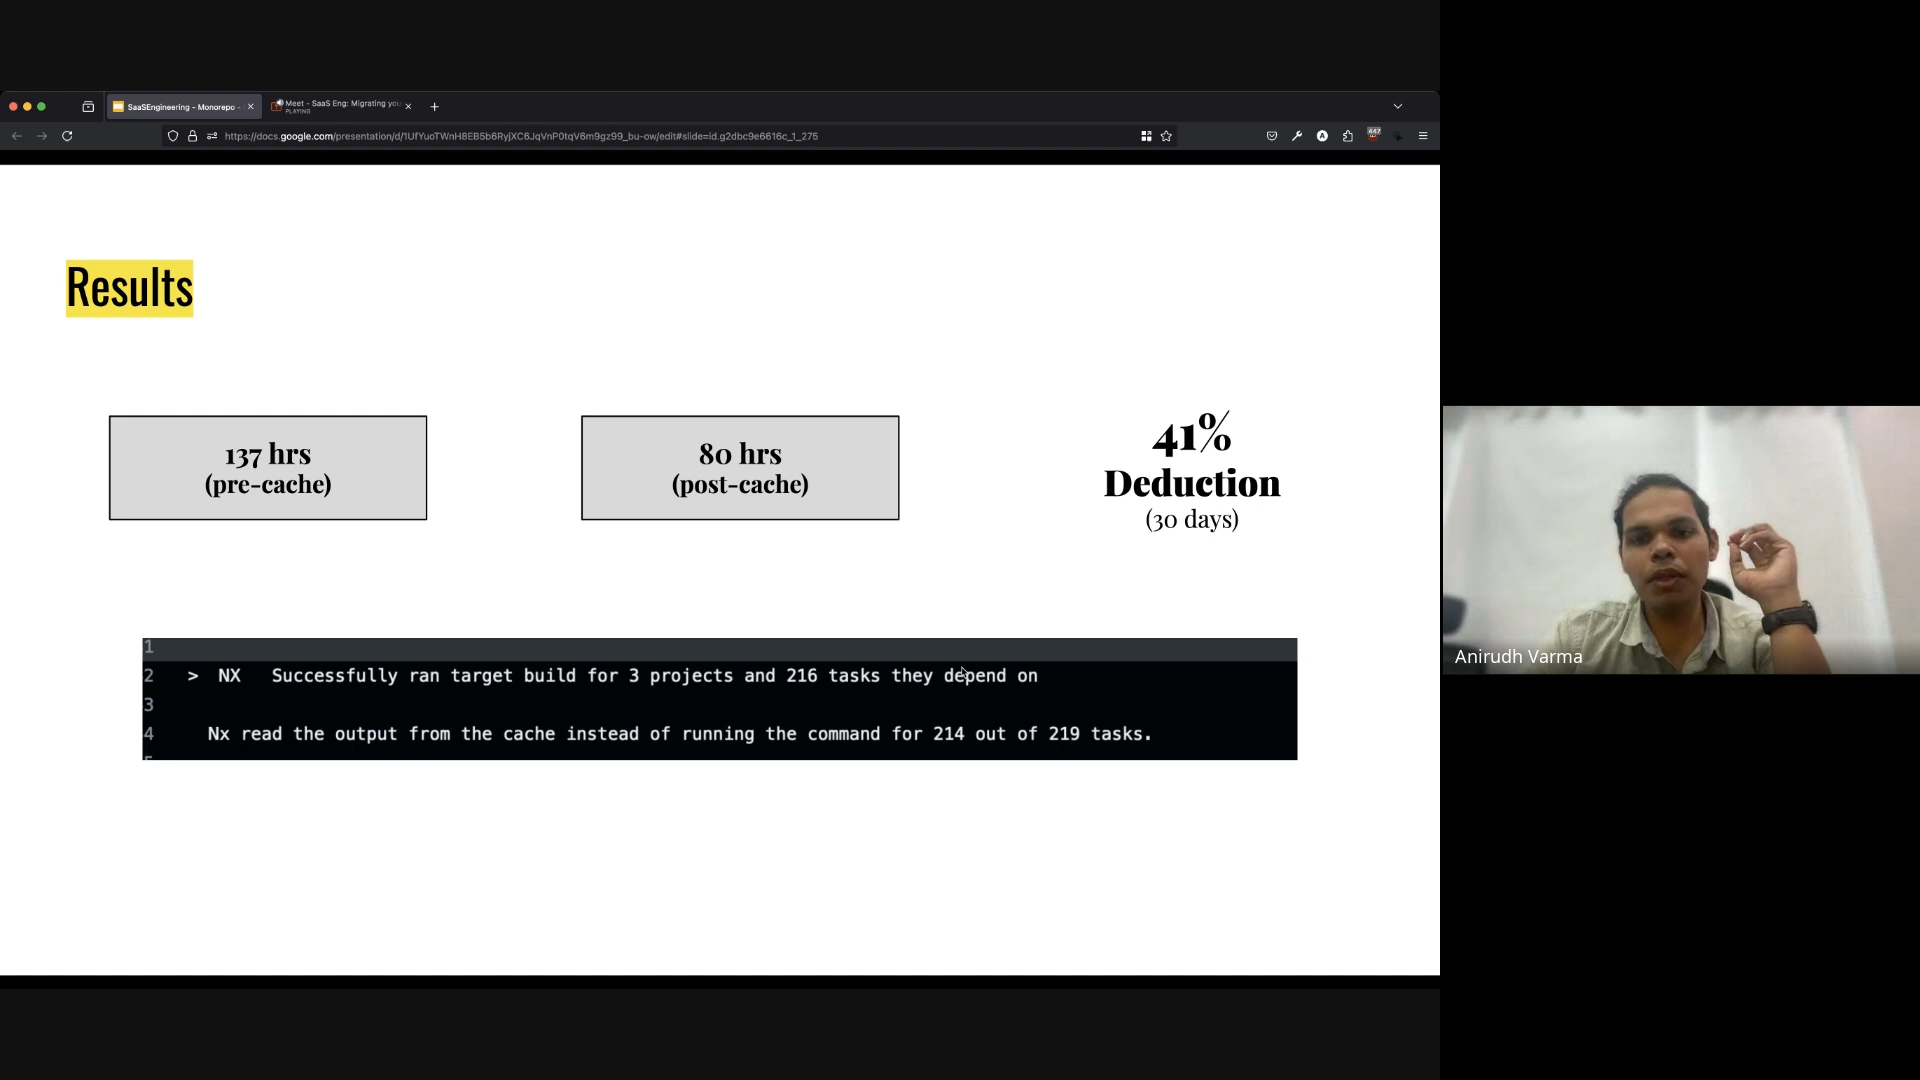 SaaSEngineering - Monorepo -
Meet - SaaS Eng: Migrating you
PLAYING
https://docs.google.com/presentation/d/1UfYuoTWnH8EB5b6RyjXC6JqVnP0tqV6m9gz99_bu-ow/edit#slide=id.g2dbc9e6616c_1_275
447
Results
137 hrs
(pre-cache)
80 hrs
(post-cache)
41%
Deduction
(30 days)
1
2 > NX Successfully ran target build for 3 projects and 216 tasks they depend on
3
4 Nx read the output from the cache instead of running the command for 214 out of 219 tasks.
Anirudh Varma